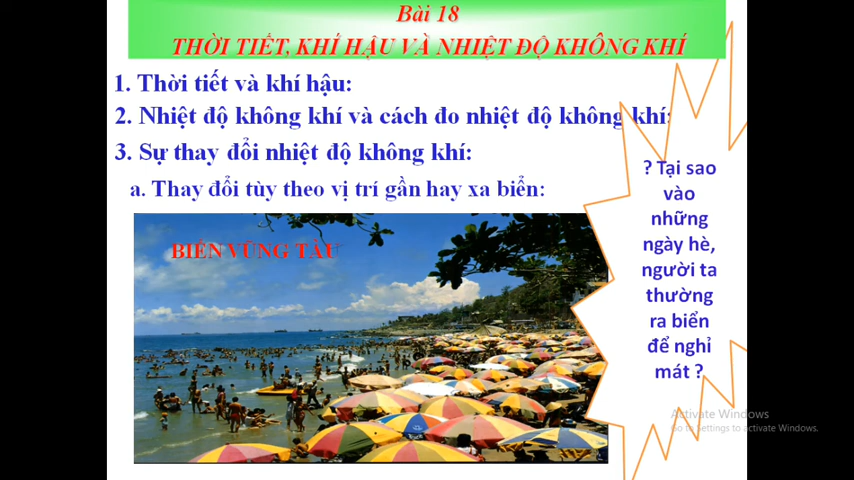 Bài 18
THỜI TIẾT, KHÍ HẬU VÀ NHIỆT ĐỘ KHÔNG KHÍ
1. Thời tiết và khí hậu:
2. Nhiệt độ không khí và cách đo nhiệt độ không khí:
3. Sự thay đổi nhiệt độ không khí:
a. Thay đổi tùy theo vị trí gần hay xa biển:
BIỂN VŨNG TÀU
? Tại sao
vào
những
ngày hè,
người ta
thường
ra biển
để nghỉ
mát ?
Activate Windows
Go to Settings to activate Windows.